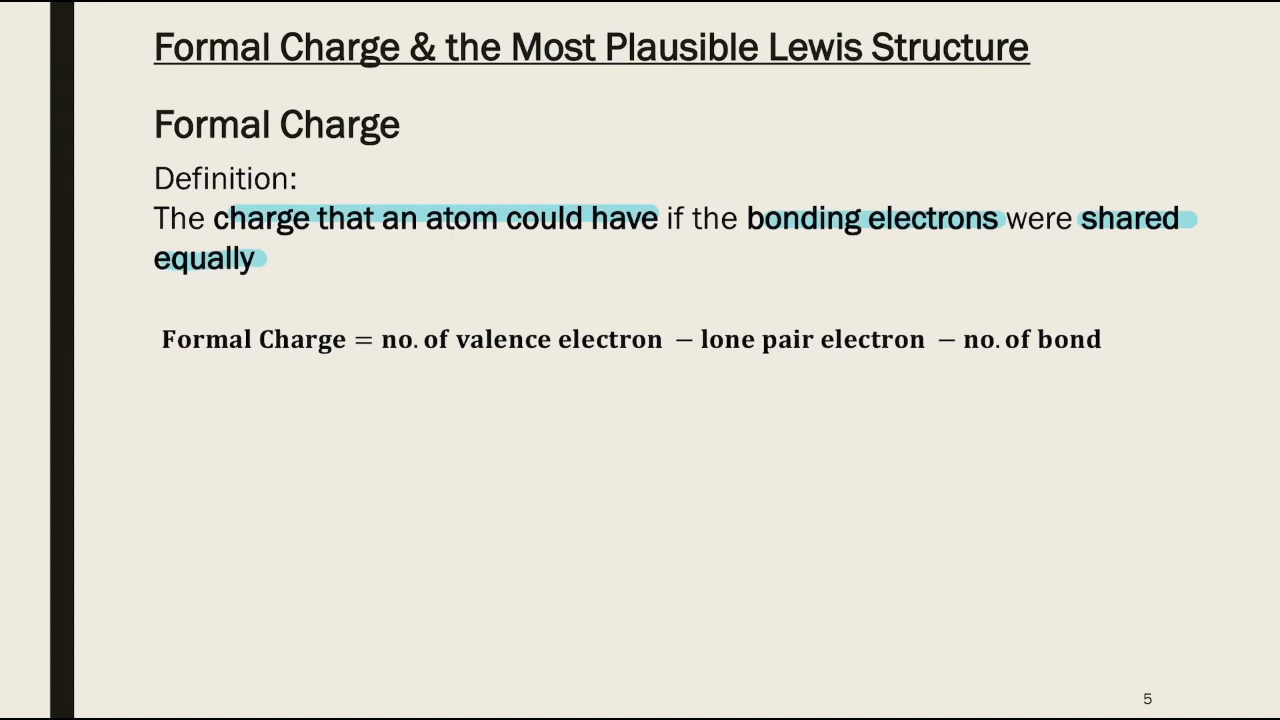 Formal Charge & the Most Plausible Lewis Structure
Formal Charge
Definition:
The charge that an atom could have if the bonding electrons were shared
equally
Formal Charge = no. of valence electron − lone pair electron − no. of bond
5